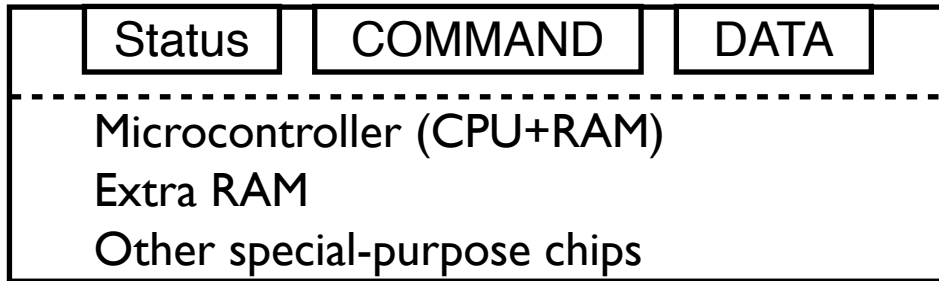 Status COMMAND DATA
Microcontroller (CPU+RAM)
Extra RAM
Other special-purpose chips